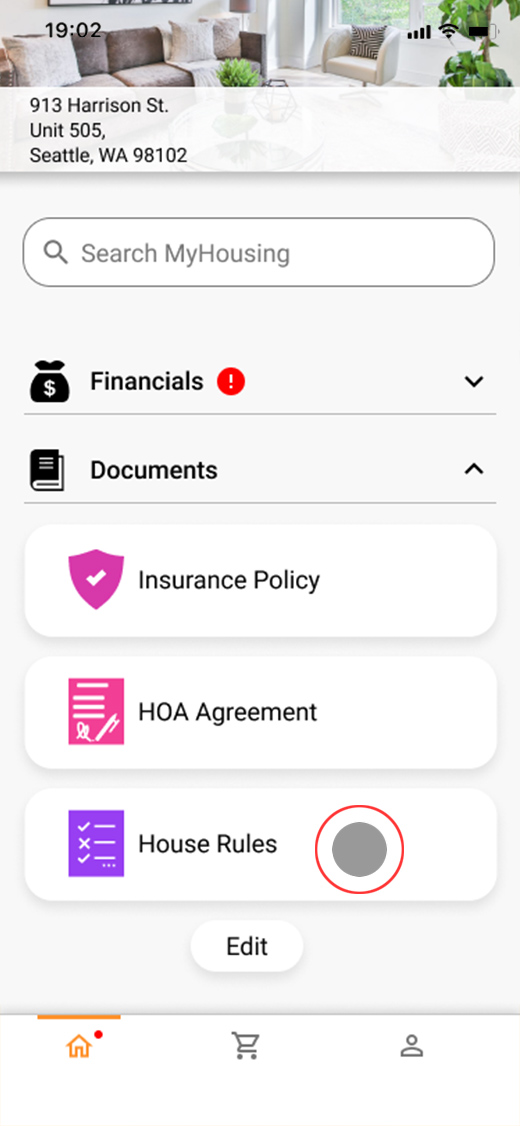 19:02
913 Harrison St.
Unit 505,
Seattle, WA 98102
Search MyHousing
$
Financials !
Documents
Insurance Policy
HOA Agreement
House Rules
Edit